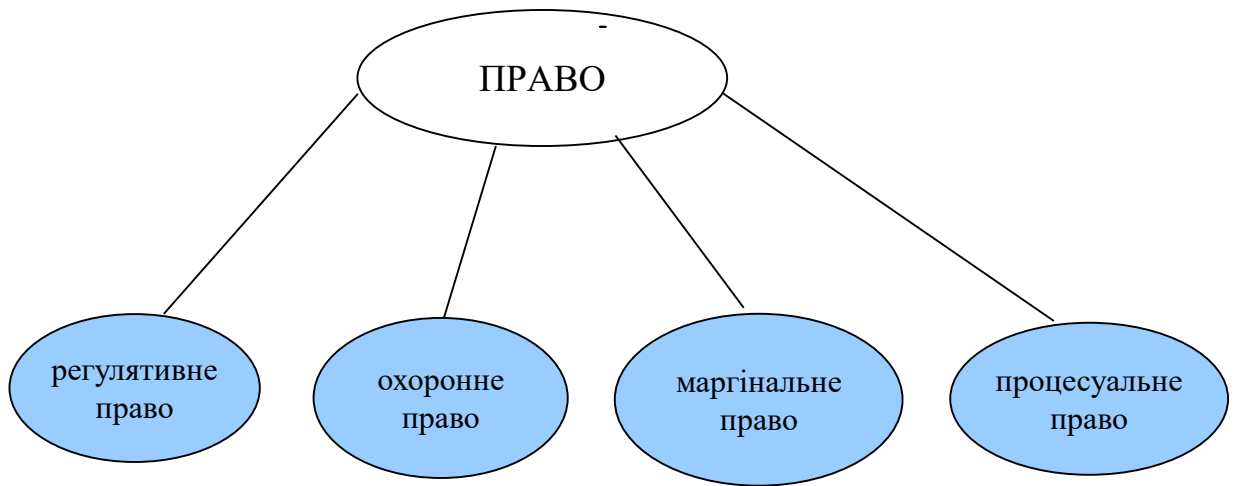 -
ПРАВО
регулятивне
право
охоронне
право
маргінальне
право
процесуальне
право